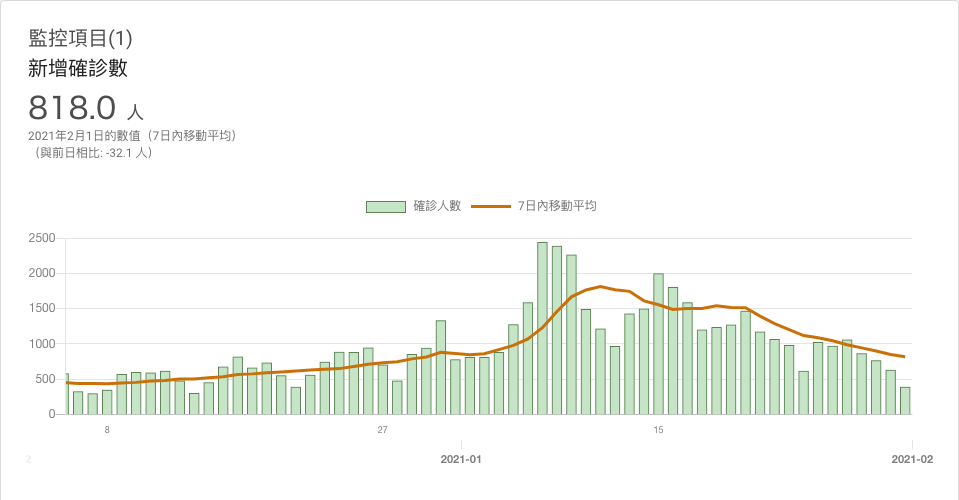 監控項目(1)
新增確診數
818.0 人
2021年2月1日的數值（7日內移動平均）
（與前日相比: -32.1 人）
確診人數 7日內移動平均
2500
2000
1500
1000
500
0
8 27 15
2 2021-01 2021-02